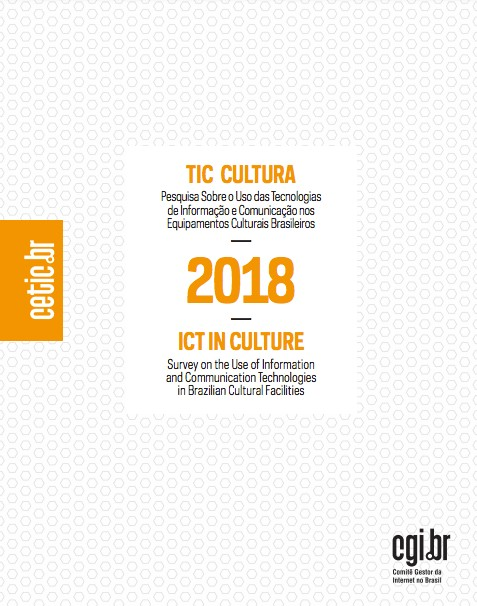 TIC CULTURA
Pesquisa Sobre o Uso das Tecnologias
de Informação e Comunicação nos
Equipamentos Culturais Brasileiros
2018
ICT IN CULTURE
Survey on the Use of Information
and Communication Technologies
in Brazilian Cultural Facilities
cetic.br
cgi.br
Comitê Gestor da
Internet no Brasil